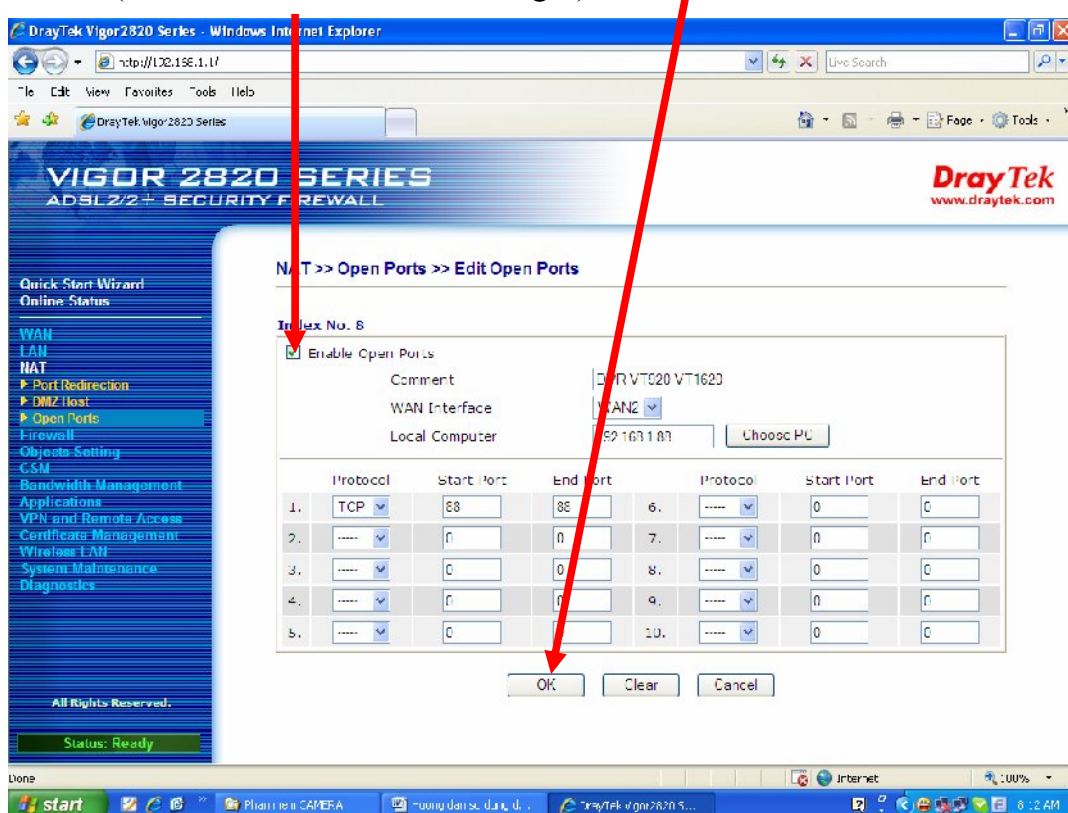 DrayTek Vigor2820 Series - Windows Internet Explorer
Live Search
Edit View Favorites Tools Help
DrayTek Vigor2820 Series
Page Tools
VIGOR 2820 SERIES
ADSL2/2+ SECURITY FIREWALL
DrayTek
www.draytek.com
Quick Start Wizard
Online Status
WAN
LAN
NAT
Port Redirection
DMZ Host
Open Ports
Firewall
Objects Setting
CSM
Bandwidth Management
Applications
VPN and Remote Access
Certificate Management
Wireless LAN
System Maintenance
Diagnostics
All Rights Reserved.
Status: Ready
NAT >> Open Ports >> Edit Open Ports
Index No. 8
Enable Open Ports
Comment
WAN Interface WAN2
Local Computer Choose PC
Protocol Start Port End Port Protocol Start Port End Port
1. TCP 88 88 6. ----- 0 0
2. ----- 0 0 7. ----- 0 0
3. ----- 0 0 8. ----- 0 0
4. ----- 0 0 9. ----- 0 0
5. ----- 0 10. ----- 0 0
OK Clear Cancel
Done Internet 100%
start CAMERA DrayTek Vigor2820 S... 8:12 AM